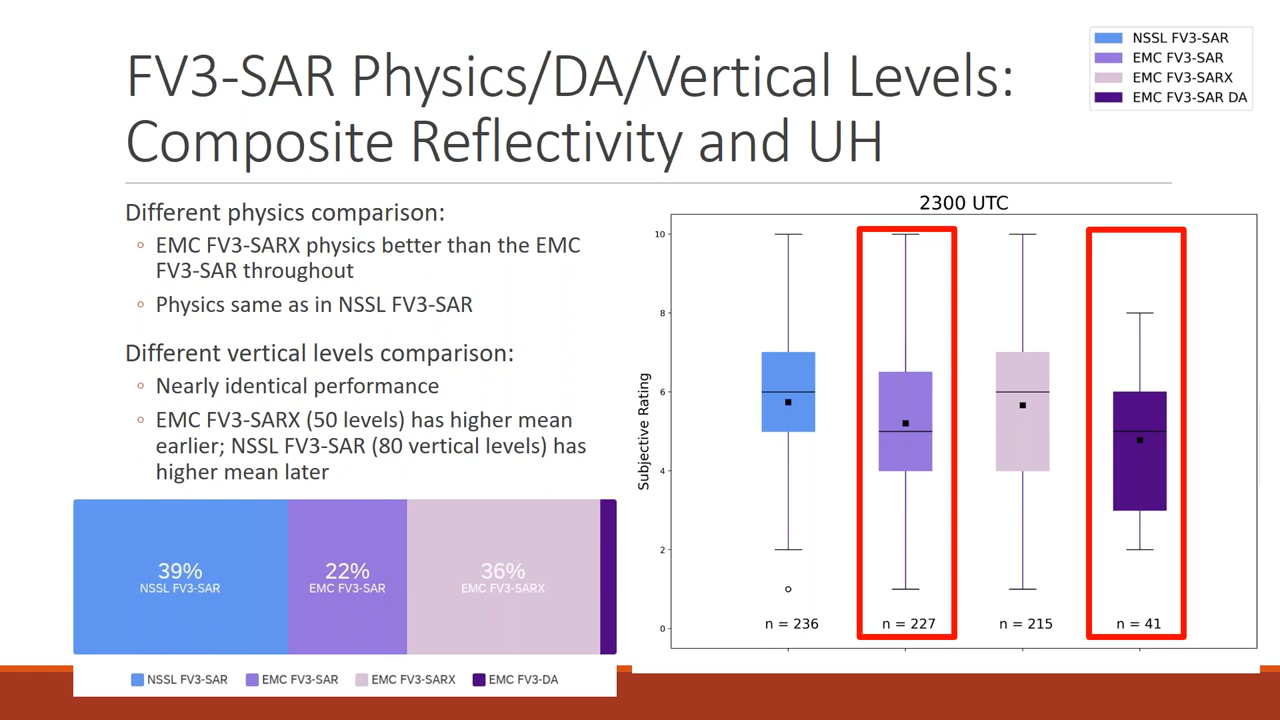 FV3-SAR Physics/DA/Vertical Levels:
Composite Reflectivity and UH
NSSL FV3-SAR
EMC FV3-SAR
EMC FV3-SARX
EMC FV3-SAR DA
Different physics comparison:
◦ EMC FV3-SARX physics better than the EMC
FV3-SAR throughout
◦ Physics same as in NSSL FV3-SAR
Different vertical levels comparison:
◦ Nearly identical performance
◦ EMC FV3-SARX (50 levels) has higher mean
earlier; NSSL FV3-SAR (80 vertical levels) has
higher mean later
39%
NSSL FV3-SAR
22%
EMC FV3-SAR
36%
EMC FV3-SARX
NSSL FV3-SAR EMC FV3-SAR EMC FV3-SARX EMC FV3-DA
2300 UTC
Subjective Rating
10
8
6
4
2
0
n = 236 n = 227 n = 215 n = 41